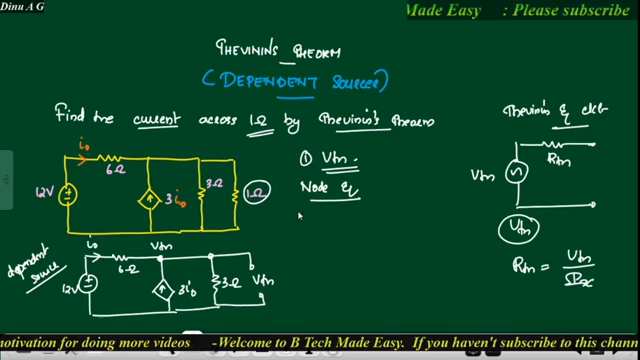 Dinu A G
Made Easy : Please subscribe
Thevinin's Theorm
(Dependent Sources)
Find the current across 1Ω by Thevinin's Theorm
i₀
6Ω
12V
3i₀
3Ω
1Ω
① Vth.
Node Eq
Thevinin's Eq ckt
Rth
Vth
Vth
Rth = Vth / Isc
dependent source
i₀
6Ω
Vth
12V
3i₀
3Ω
Vth
motivation for doing more videos -Welcome to B Tech Made Easy. If you haven't subscribe to this chann